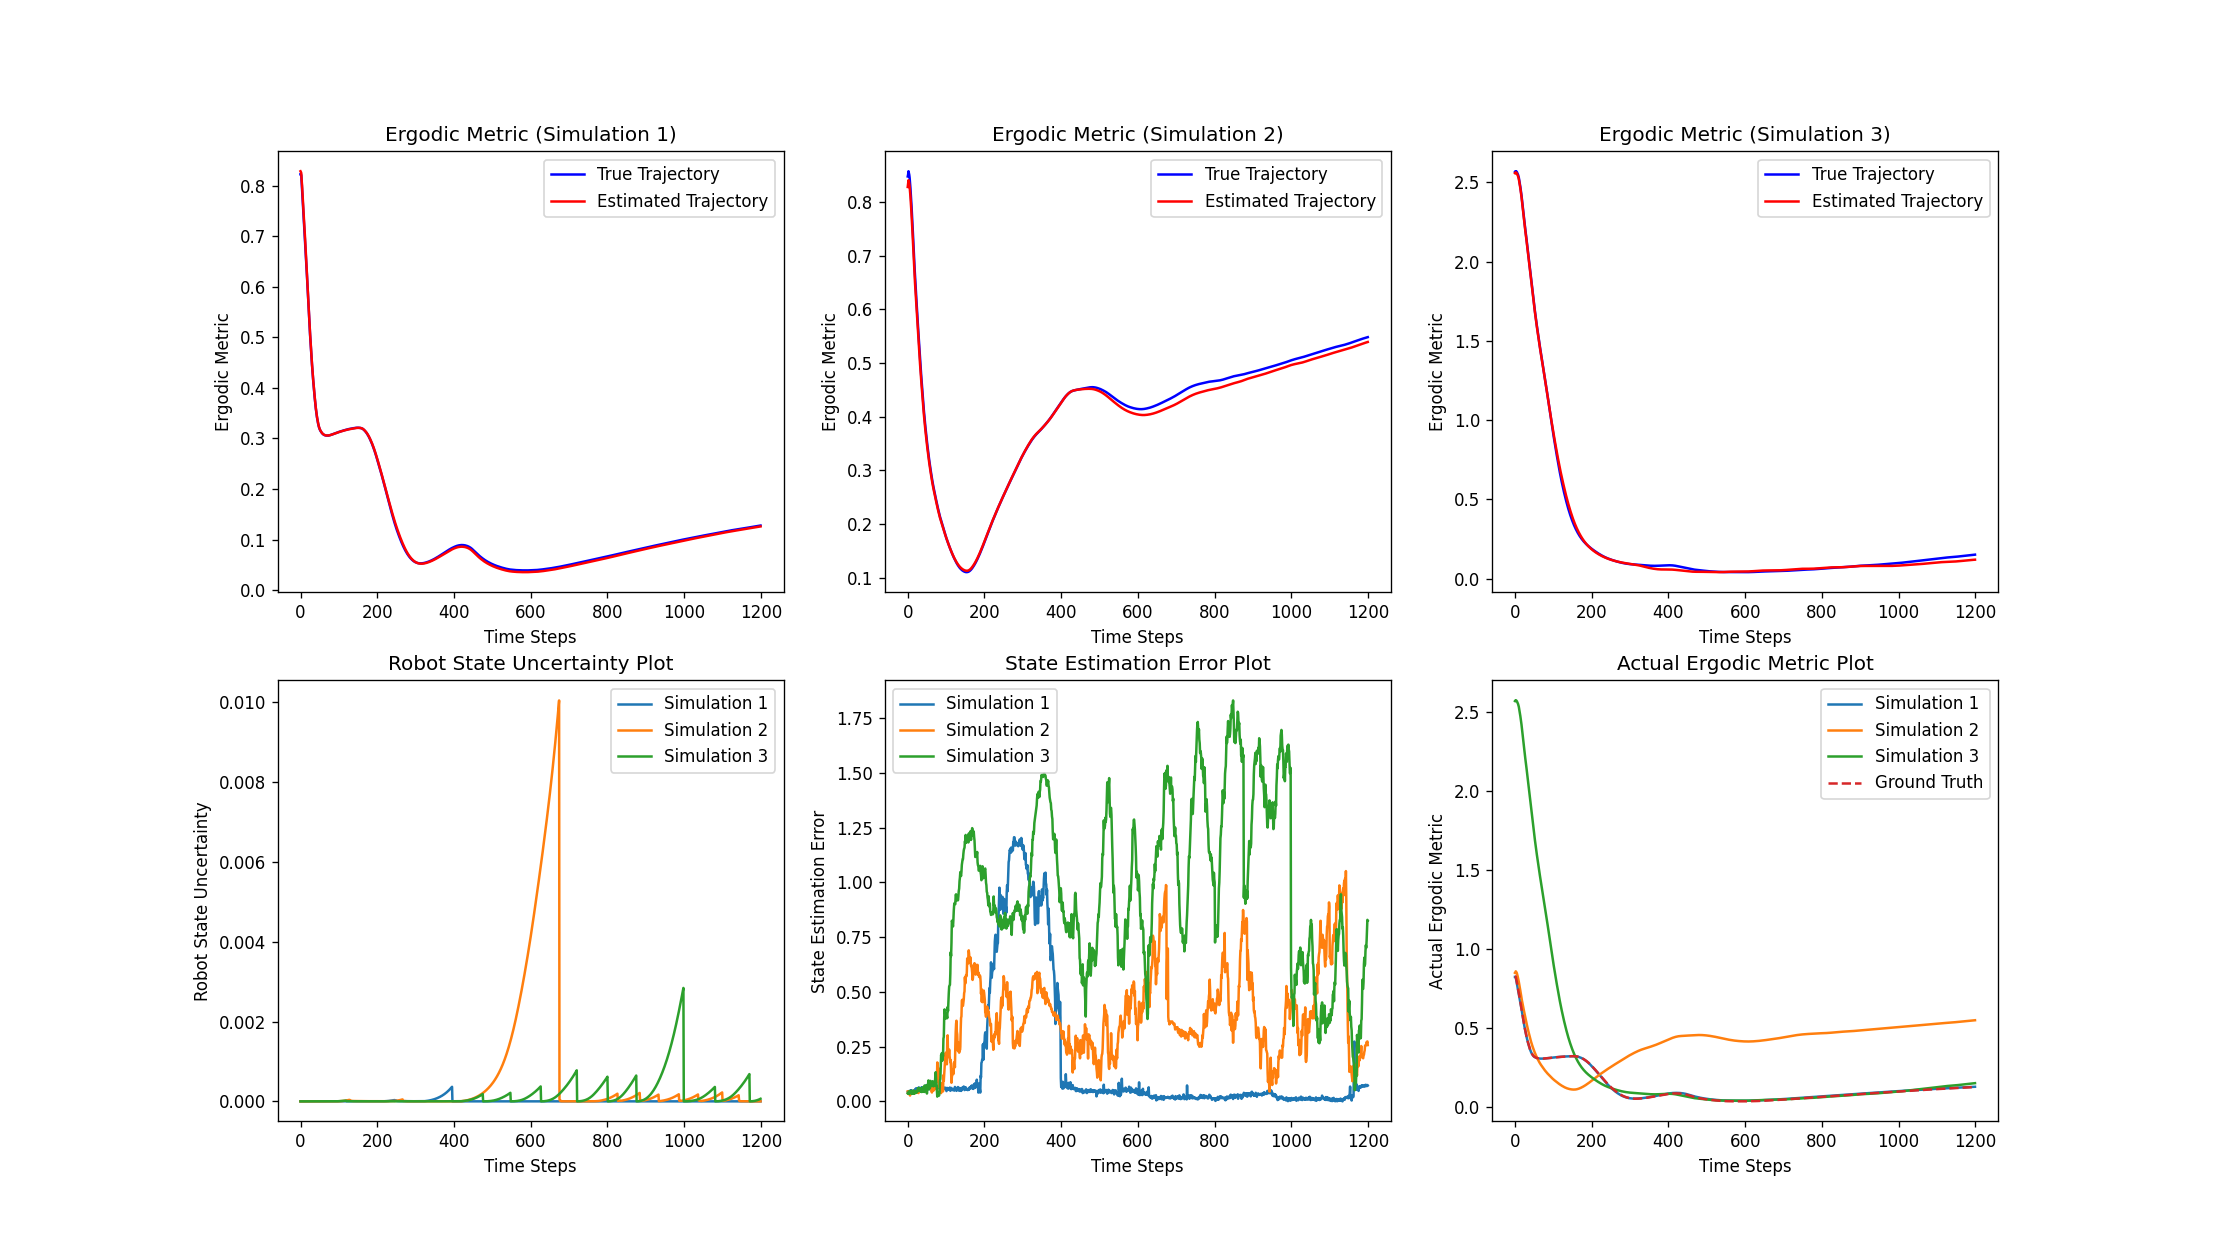 Ergodic Metric (Simulation 1)
Ergodic Metric
0.8
0.7
0.6
0.5
0.4
0.3
0.2
0.1
0.0
True Trajectory
Estimated Trajectory
0 200 400 600 800 1000 1200
Time Steps
Ergodic Metric (Simulation 2)
Ergodic Metric
0.8
0.7
0.6
0.5
0.4
0.3
0.2
0.1
True Trajectory
Estimated Trajectory
0 200 400 600 800 1000 1200
Time Steps
Ergodic Metric (Simulation 3)
Ergodic Metric
2.5
2.0
1.5
1.0
0.5
0.0
True Trajectory
Estimated Trajectory
0 200 400 600 800 1000 1200
Time Steps
Robot State Uncertainty Plot
Robot State Uncertainty
0.010
0.008
0.006
0.004
0.002
0.000
Simulation 1
Simulation 2
Simulation 3
0 200 400 600 800 1000 1200
Time Steps
State Estimation Error Plot
State Estimation Error
1.75
1.50
1.25
1.00
0.75
0.50
0.25
0.00
Simulation 1
Simulation 2
Simulation 3
0 200 400 600 800 1000 1200
Time Steps
Actual Ergodic Metric Plot
Actual Ergodic Metric
2.5
2.0
1.5
1.0
0.5
0.0
Simulation 1
Simulation 2
Simulation 3
Ground Truth
0 200 400 600 800 1000 1200
Time Steps